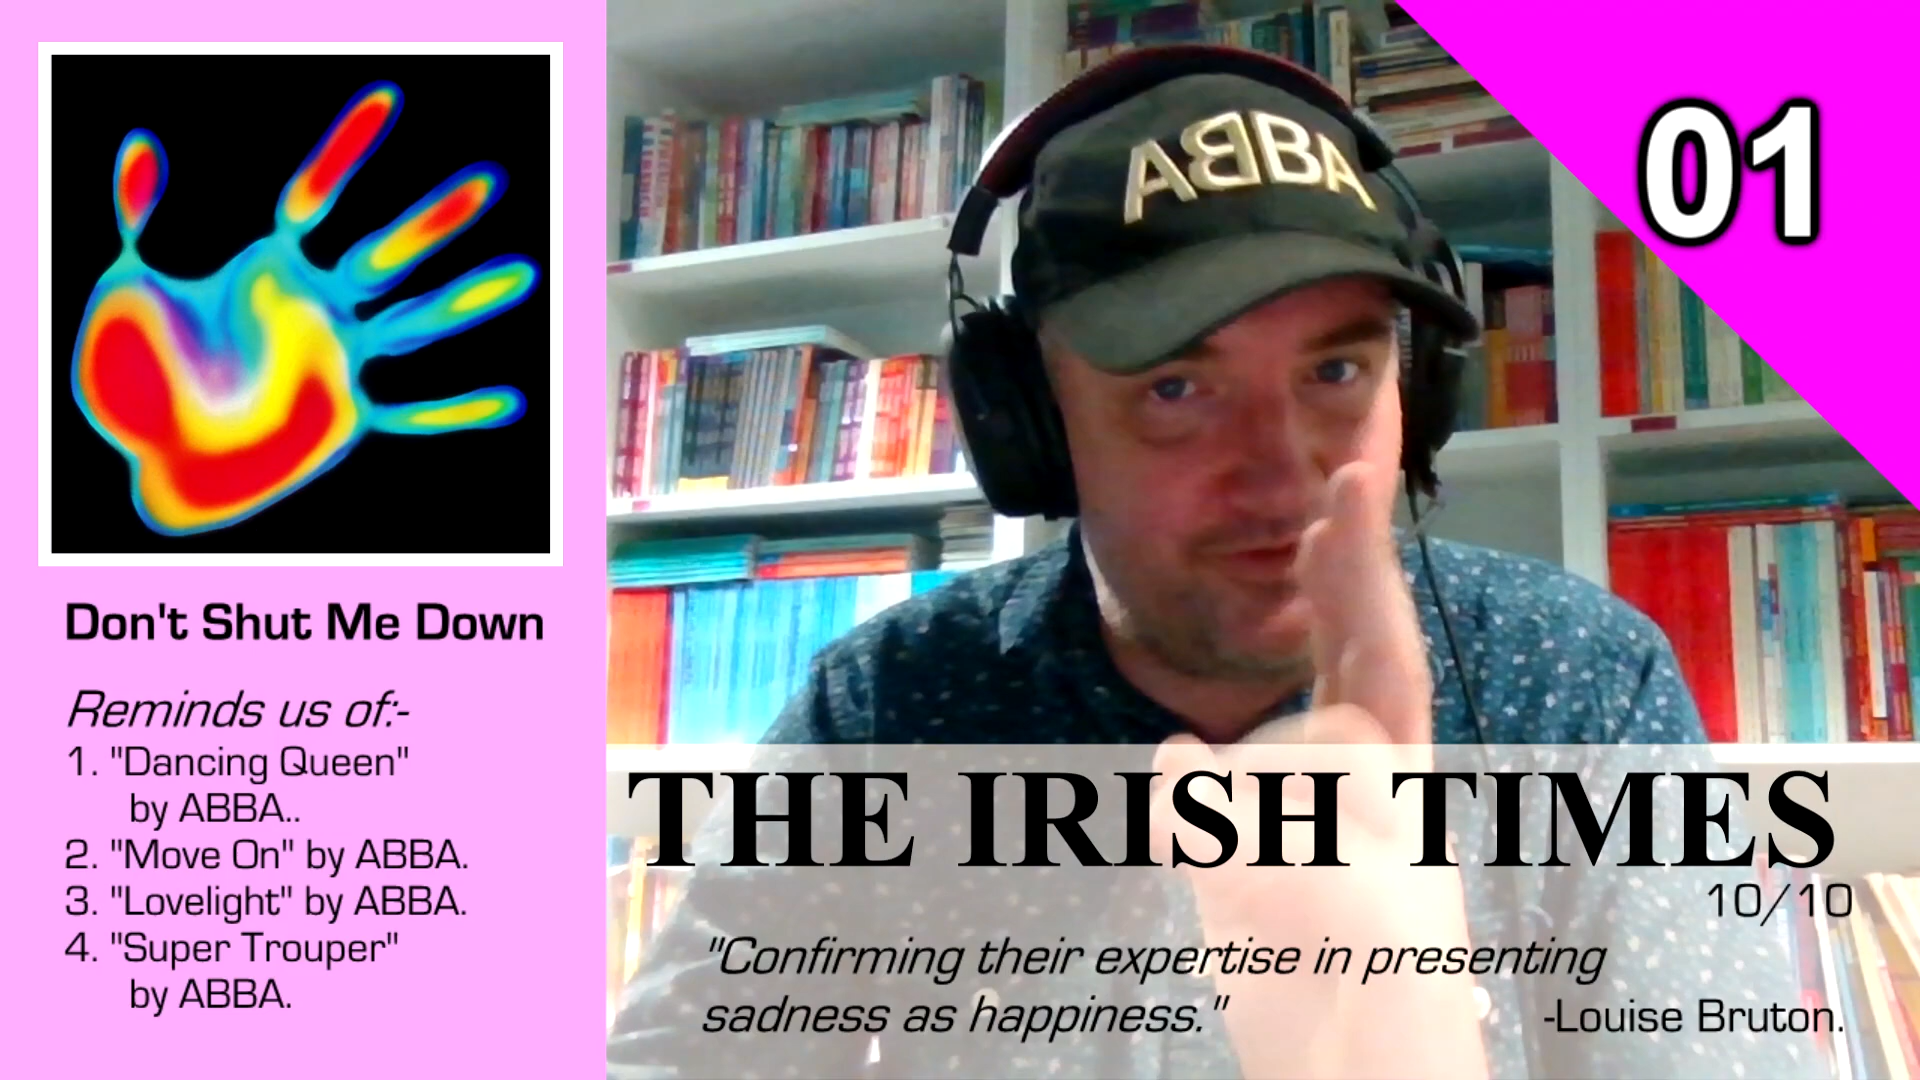 Don't Shut Me Down
Reminds us of:-
1. "Dancing Queen"
by ABBA..
2. "Move On" by ABBA.
3. "Lovelight" by ABBA.
4. "Super Trouper"
by ABBA.
AᗺBA
01
THE IRISH TIMES
10/10
"Confirming their expertise in presenting
sadness as happiness."
-Louise Bruton.